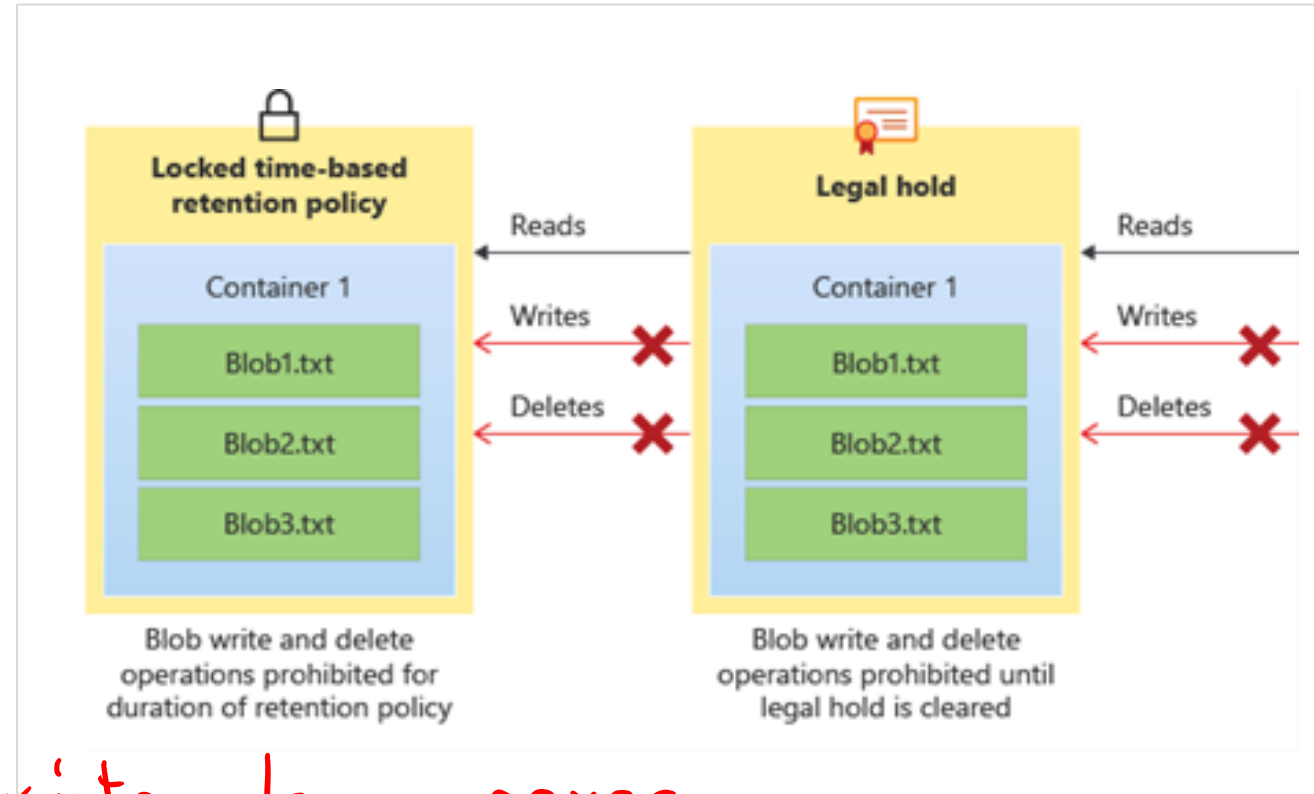 Locked time-based
retention policy
Container 1
Blob1.txt
Blob2.txt
Blob3.txt
Blob write and delete
operations prohibited for
duration of retention policy
Reads
Writes
Deletes
Legal hold
Container 1
Blob1.txt
Blob2.txt
Blob3.txt
Blob write and delete
operations prohibited until
legal hold is cleared
Reads
Writes
Deletes